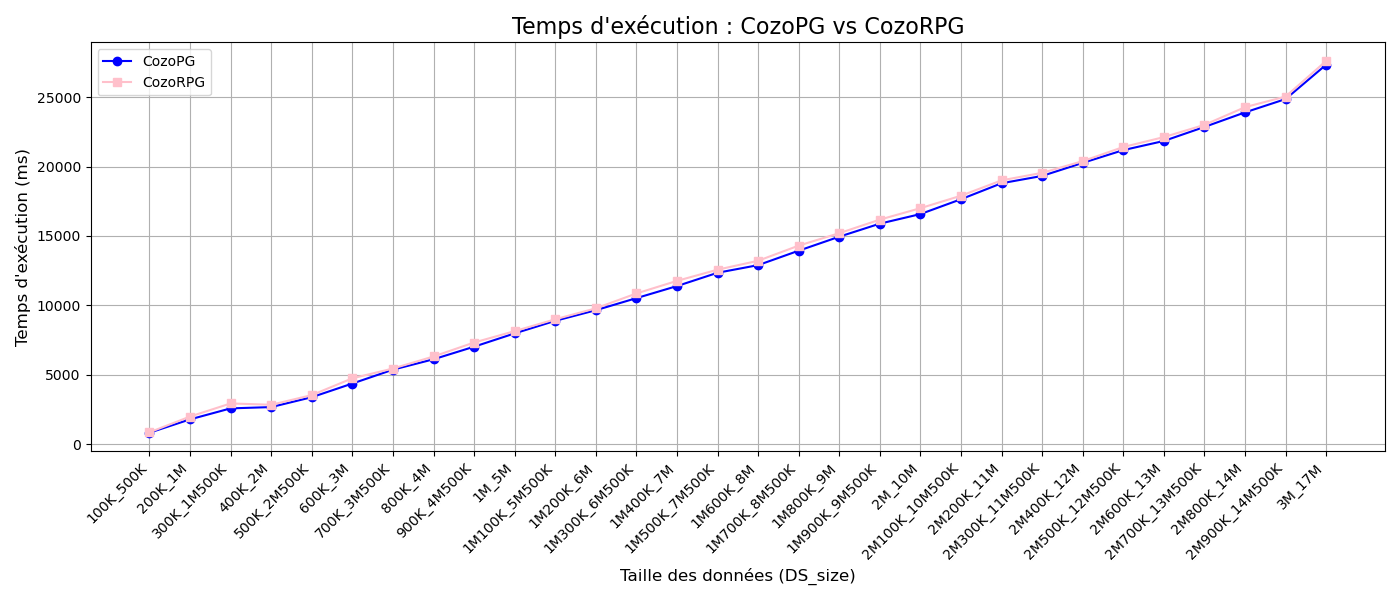 Temps d'exécution : CozoPG vs CozoRPG
CozoPG
CozoRPG
Temps d'exécution (ms)
25000
20000
15000
10000
5000
0
100K_500K
200K_1M
300K_1M500K
400K_2M
500K_2M500K
600K_3M
700K_3M500K
800K_4M
900K_4M500K
1M_5M
1M100K_5M500K
1M200K_6M
1M300K_6M500K
1M400K_7M
1M500K_7M500K
1M600K_8M
1M700K_8M500K
1M800K_9M
1M900K_9M500K
2M_10M
2M100K_10M500K
2M200K_11M
2M300K_11M500K
2M400K_12M
2M500K_12M500K
2M600K_13M
2M700K_13M500K
2M800K_14M
2M900K_14M500K
3M_17M
Taille des données (DS_size)